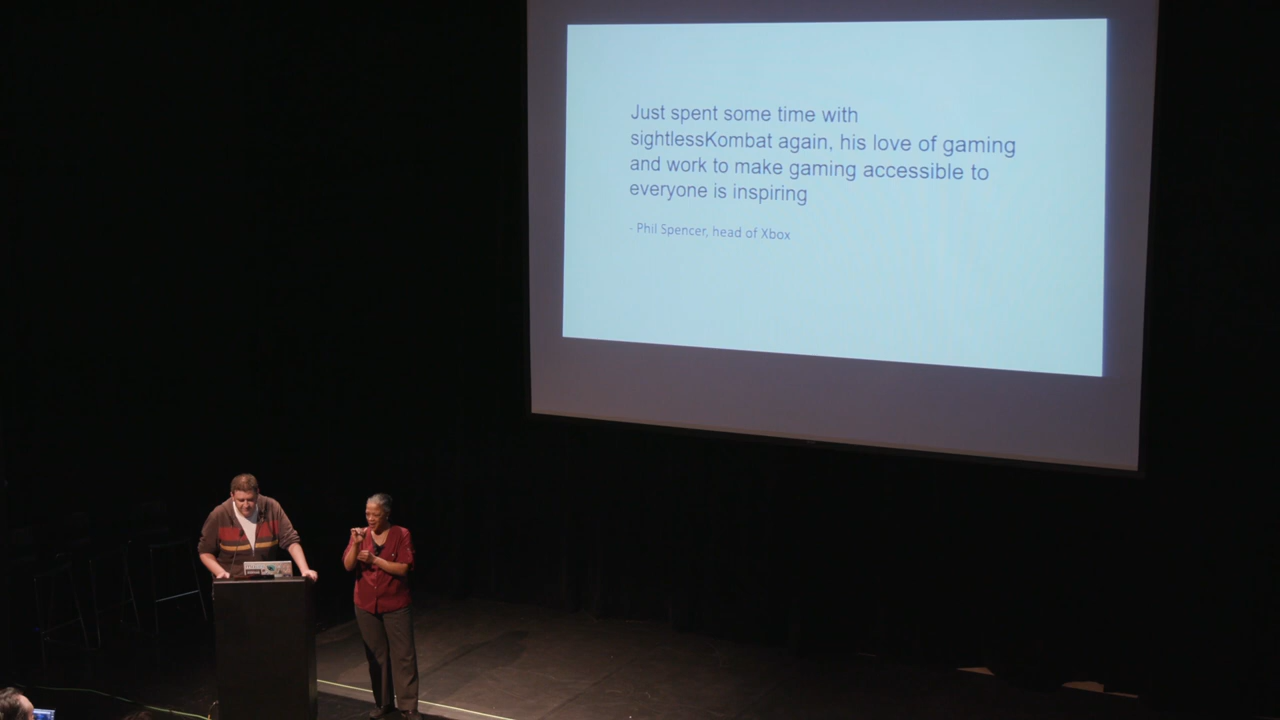 Just spent some time with
sightlessKombat again, his love of gaming
and work to make gaming accessible to
everyone is inspiring
- Phil Spencer, head of Xbox